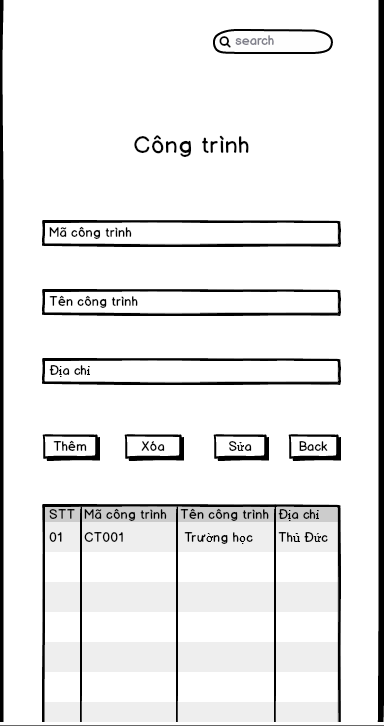 search
Công trình
Mã công trình
Tên công trình
Địa chỉ
Thêm Xóa Sửa Back
STT Mã công trình Tên công trình Địa chỉ
01 CT001 Trường học Thủ Đức